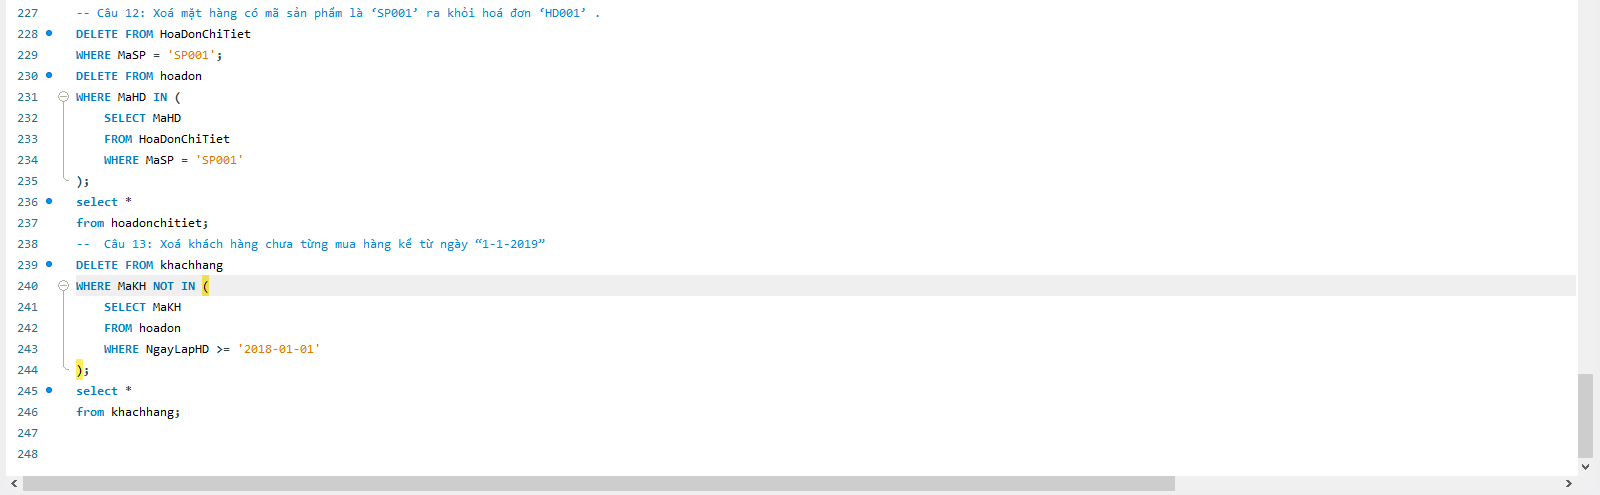 227 -- Câu 12: Xoá mặt hàng có mã sản phẩm là ‘SP001’ ra khỏi hoá đơn ‘HD001’ .
228 DELETE FROM HoaDonChiTiet
229 WHERE MaSP = 'SP001';
230 DELETE FROM hoadon
231 WHERE MaHD IN (
232 SELECT MaHD
233 FROM HoaDonChiTiet
234 WHERE MaSP = 'SP001'
235 );
236 select *
237 from hoadonchitiet;
238 --  Câu 13: Xoá khách hàng chưa từng mua hàng kể từ ngày “1-1-2019”
239 DELETE FROM khachhang
240 WHERE MaKH NOT IN (
241 SELECT MaKH
242 FROM hoadon
243 WHERE NgayLapHD >= '2018-01-01'
244 );
245 select *
246 from khachhang;
247
248